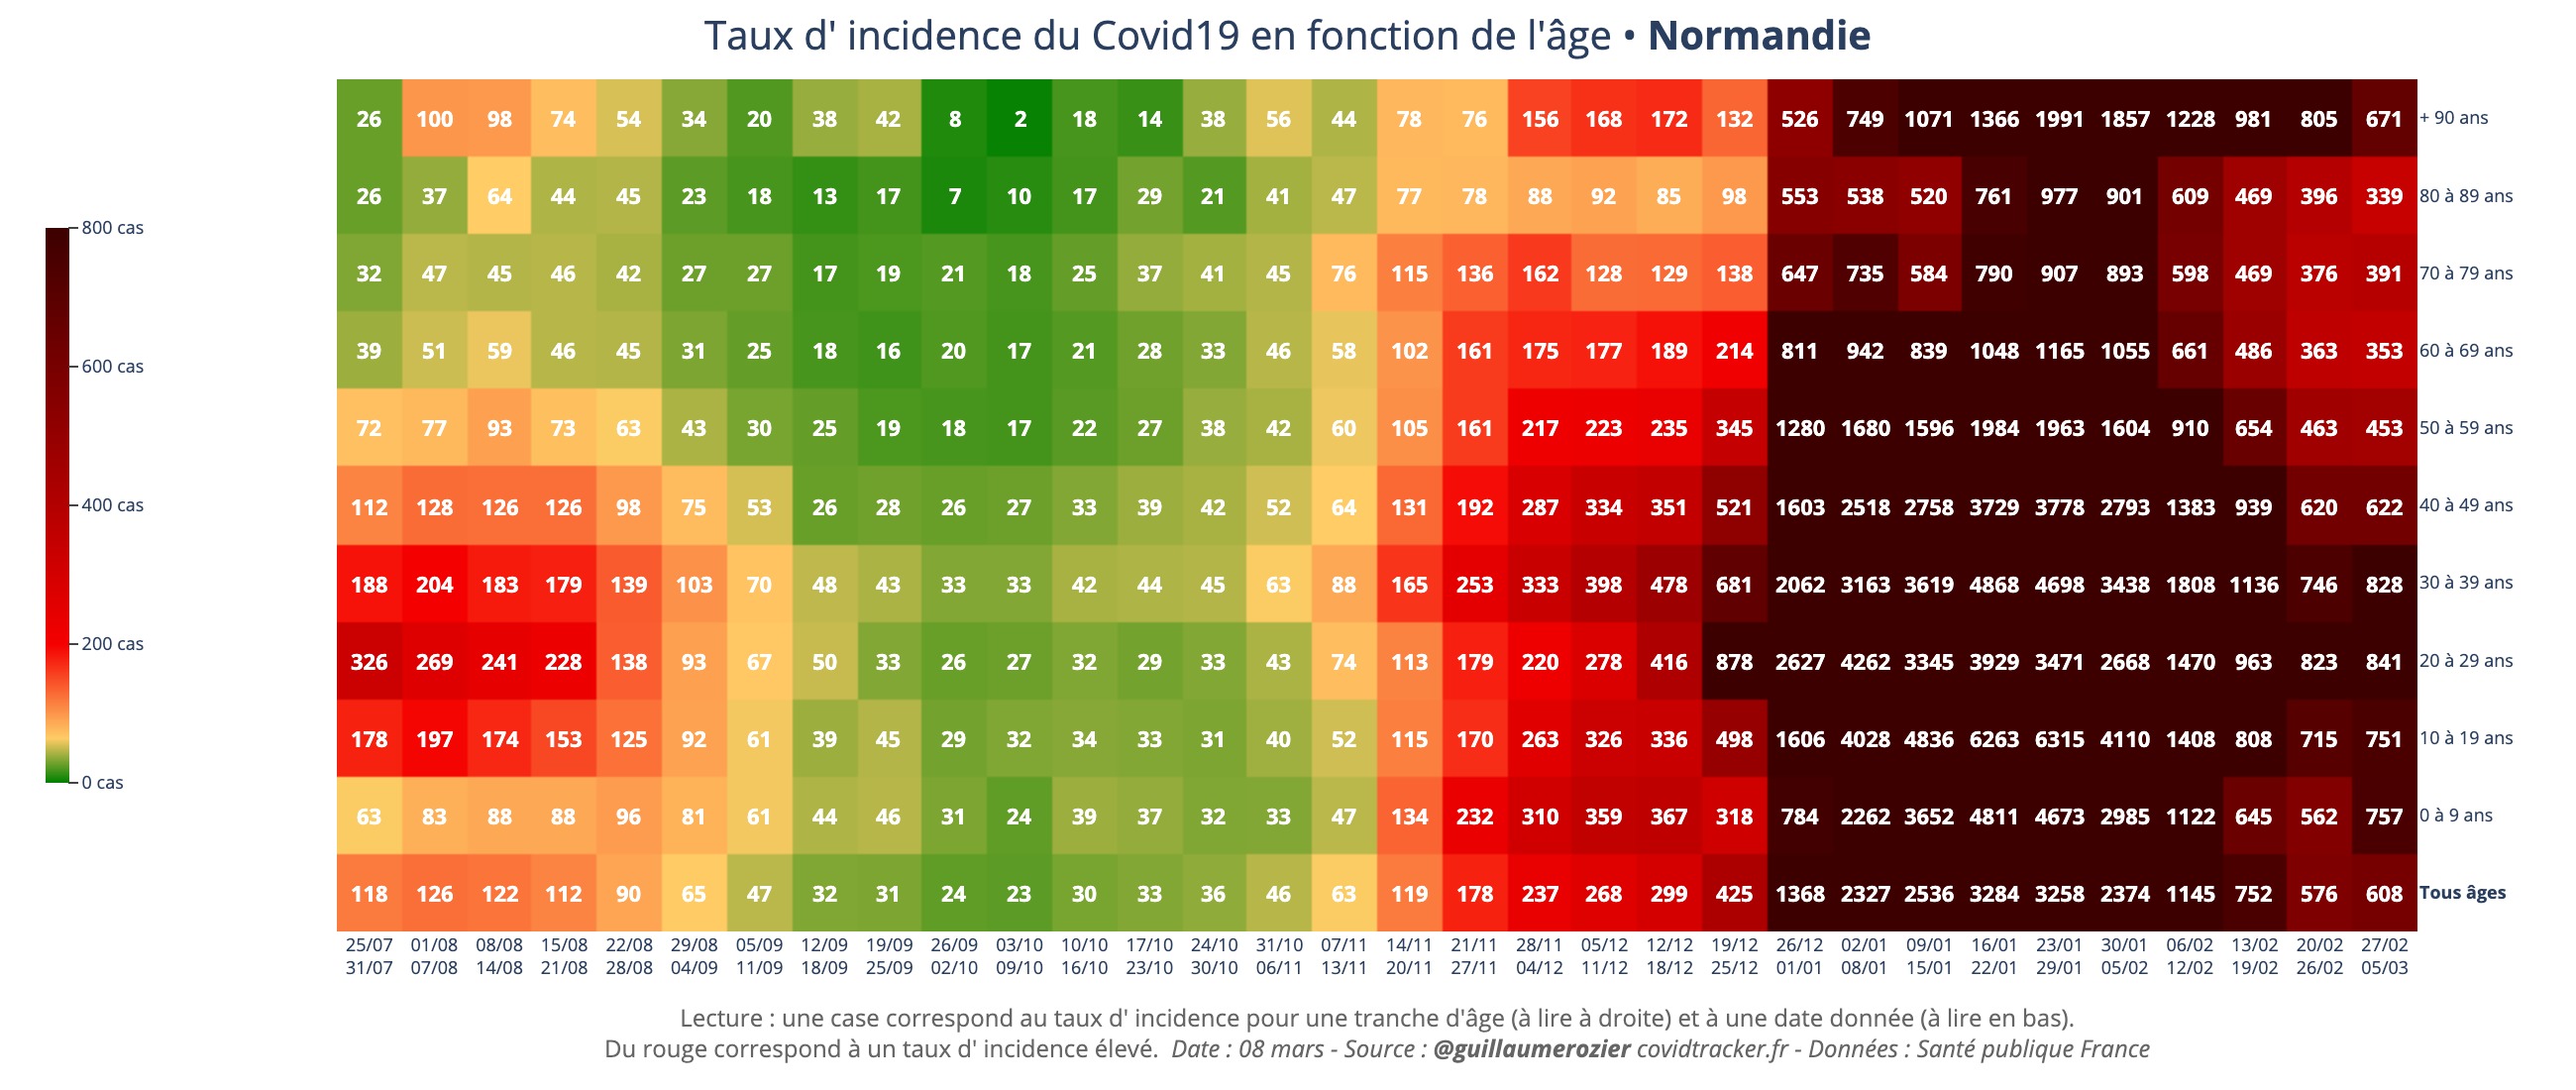 Taux d' incidence du Covid19 en fonction de l'âge • Normandie
800 cas
600 cas
400 cas
200 cas
0 cas
26 100 98 74 54 34 20 38 42 8 2 18 14 38 56 44 78 76 156 168 172 132 526 749 1071 1366 1991 1857 1228 981 805 671 + 90 ans
26 37 64 44 45 23 18 13 17 7 10 17 29 21 41 47 77 78 88 92 85 98 553 538 520 761 977 901 609 469 396 339 80 à 89 ans
32 47 45 46 42 27 27 17 19 21 18 25 37 41 45 76 115 136 162 128 129 138 647 735 584 790 907 893 598 469 376 391 70 à 79 ans
39 51 59 46 45 31 25 18 16 20 17 21 28 33 46 58 102 161 175 177 189 214 811 942 839 1048 1165 1055 661 486 363 353 60 à 69 ans
72 77 93 73 63 43 30 25 19 18 17 22 27 38 42 60 105 161 217 223 235 345 1280 1680 1596 1984 1963 1604 910 654 463 453 50 à 59 ans
112 128 126 126 98 75 53 26 28 26 27 33 39 42 52 64 131 192 287 334 351 521 1603 2518 2758 3729 3778 2793 1383 939 620 622 40 à 49 ans
188 204 183 179 139 103 70 48 43 33 33 42 44 45 63 88 165 253 333 398 478 681 2062 3163 3619 4868 4698 3438 1808 1136 746 828 30 à 39 ans
326 269 241 228 138 93 67 50 33 26 27 32 29 33 43 74 113 179 220 278 416 878 2627 4262 3345 3929 3471 2668 1470 963 823 841 20 à 29 ans
178 197 174 153 125 92 61 39 45 29 32 34 33 31 40 52 115 170 263 326 336 498 1606 4028 4836 6263 6315 4110 1408 808 715 751 10 à 19 ans
63 83 88 88 96 81 61 44 46 31 24 39 37 32 33 47 134 232 310 359 367 318 784 2262 3652 4811 4673 2985 1122 645 562 757 0 à 9 ans
118 126 122 112 90 65 47 32 31 24 23 30 33 36 46 63 119 178 237 268 299 425 1368 2327 2536 3284 3258 2374 1145 752 576 608 Tous âges
25/07 01/08 08/08 15/08 22/08 29/08 05/09 12/09 19/09 26/09 03/10 10/10 17/10 24/10 31/10 07/11 14/11 21/11 28/11 05/12 12/12 19/12 26/12 02/01 09/01 16/01 23/01 30/01 06/02 13/02 20/02 27/02
31/07 07/08 14/08 21/08 28/08 04/09 11/09 18/09 25/09 02/10 09/10 16/10 23/10 30/10 06/11 13/11 20/11 27/11 04/12 11/12 18/12 25/12 01/01 08/01 15/01 22/01 29/01 05/02 12/02 19/02 26/02 05/03
Lecture : une case correspond au taux d' incidence pour une tranche d'âge (à lire à droite) et à une date donnée (à lire en bas).
Du rouge correspond à un taux d' incidence élevé. Date : 08 mars - Source : @guillaumerozier covidtracker.fr - Données : Santé publique France